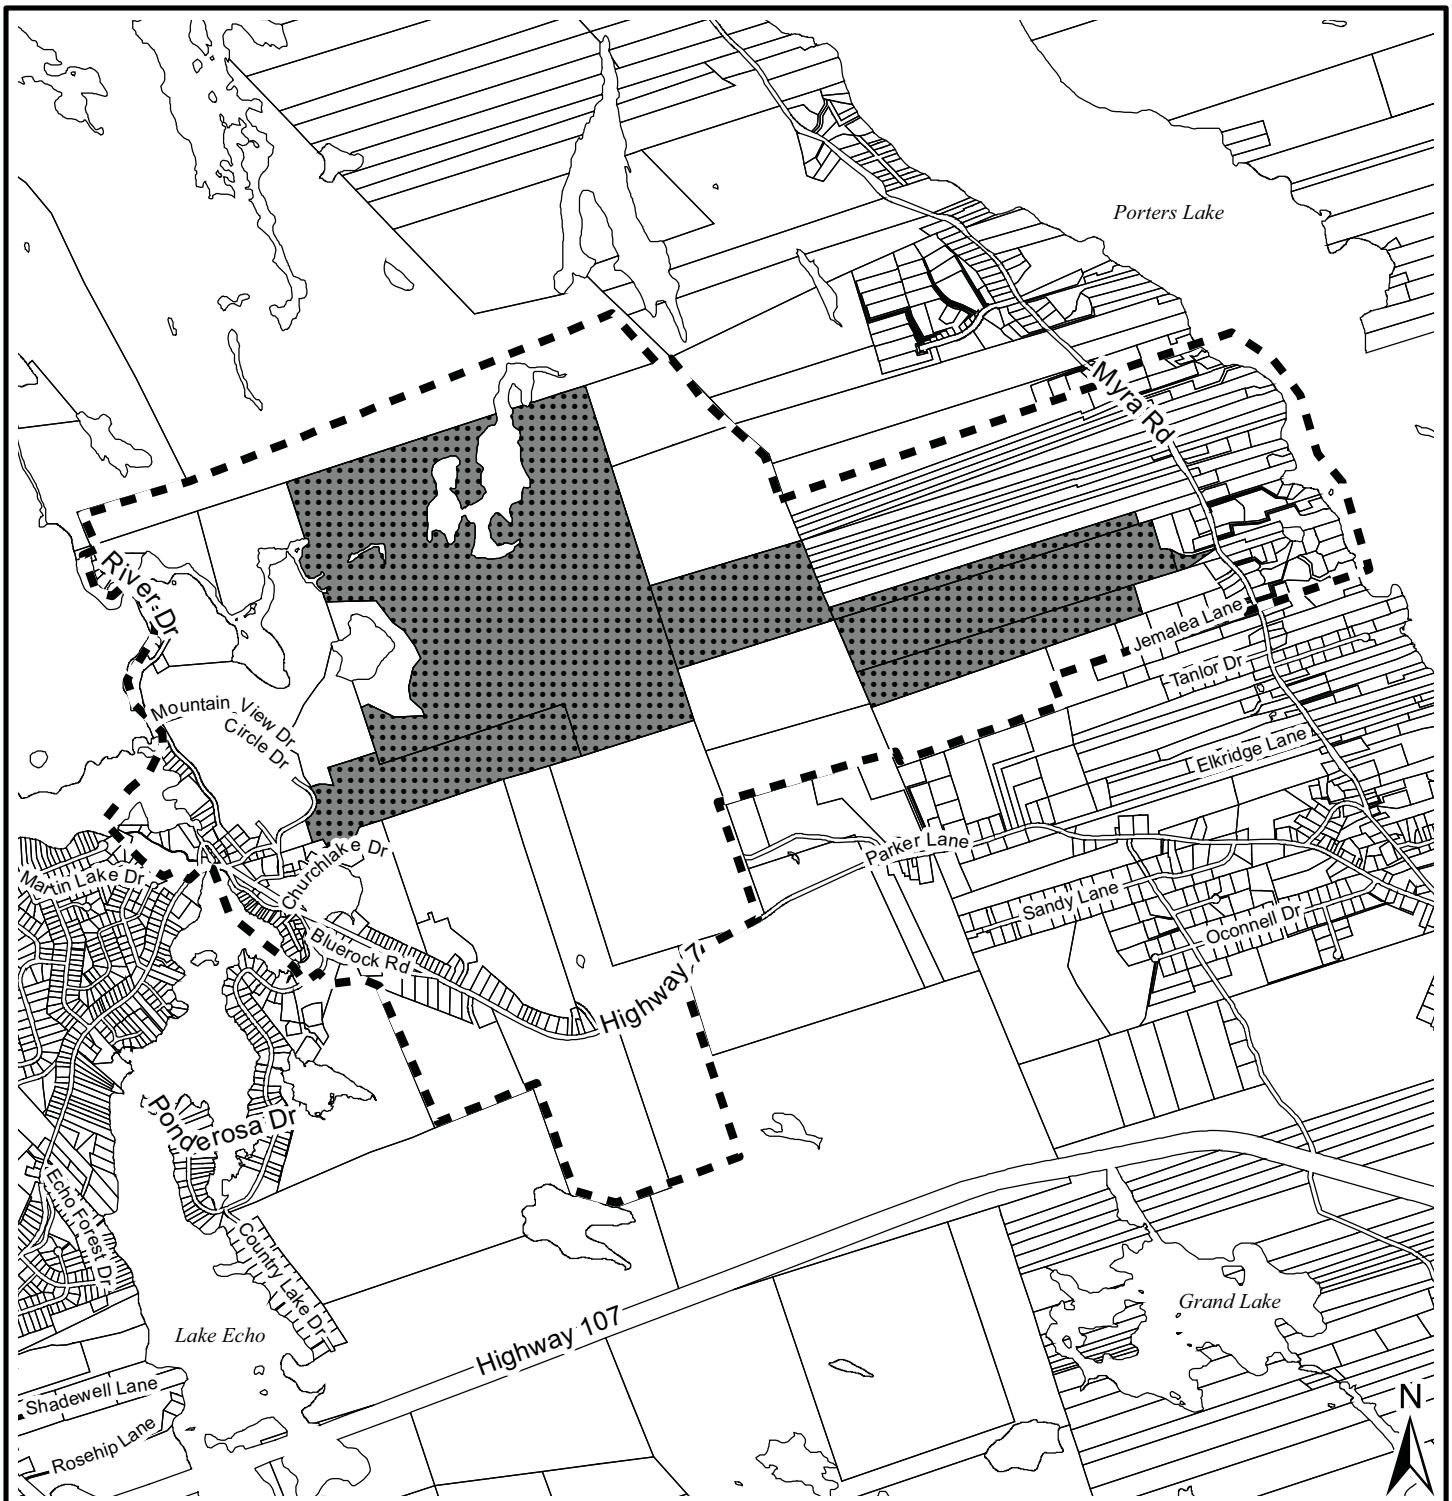 Porters Lake
Myra Rd
River Dr
Jemalea Lane
Tanlor Dr
Mountain View Dr
Circle Dr
Elkridge Lane
Parker Lane
Churchlake Dr
Martin Lake Dr
Sandy Lane
Oconnell Dr
Bluerock Rd
Highway 7
Ponderosa Dr
Echo Forest Dr
Country Lake Dr
Grand Lake
Lake Echo
Highway 107
Shadewell Lane
N
Rosehip Lane